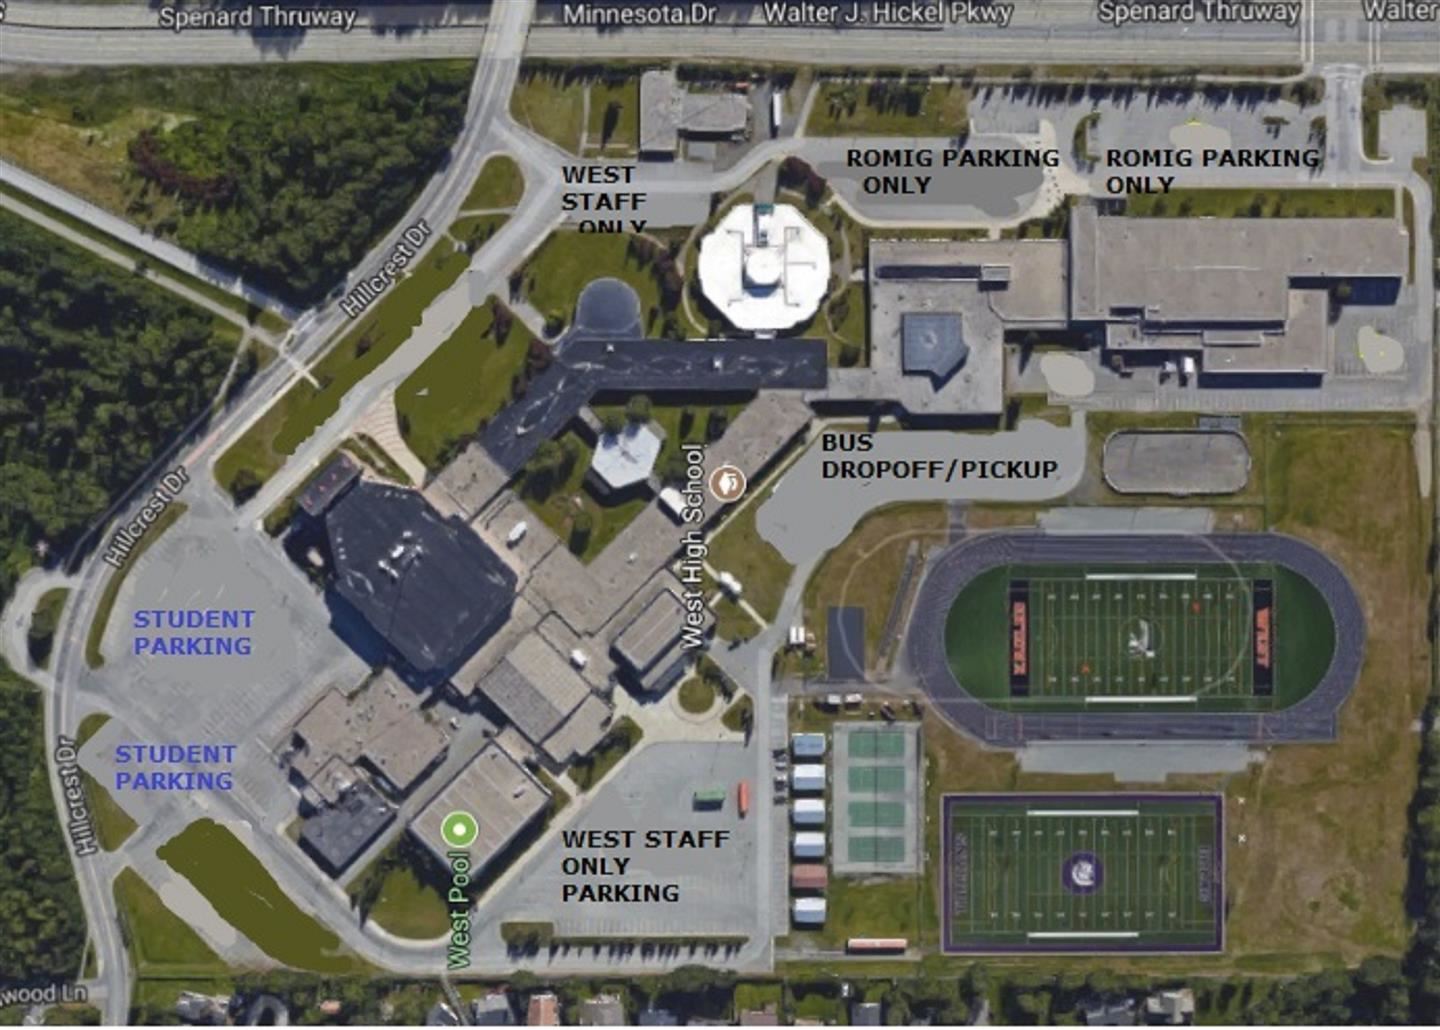 Spenard Thruway
Minnesota Dr
Walter J. Hickel Pkwy
Spenard Thruway
Walter
WEST
STAFF
ONLY
ROMIG PARKING
ONLY
ROMIG PARKING
ONLY
Hillcrest Dr
Hillcrest Dr
BUS
DROPOFF/PICKUP
West High School
STUDENT
PARKING
STUDENT
PARKING
Hillcrest Dr
WEST STAFF
ONLY
PARKING
West Pool
wood Ln